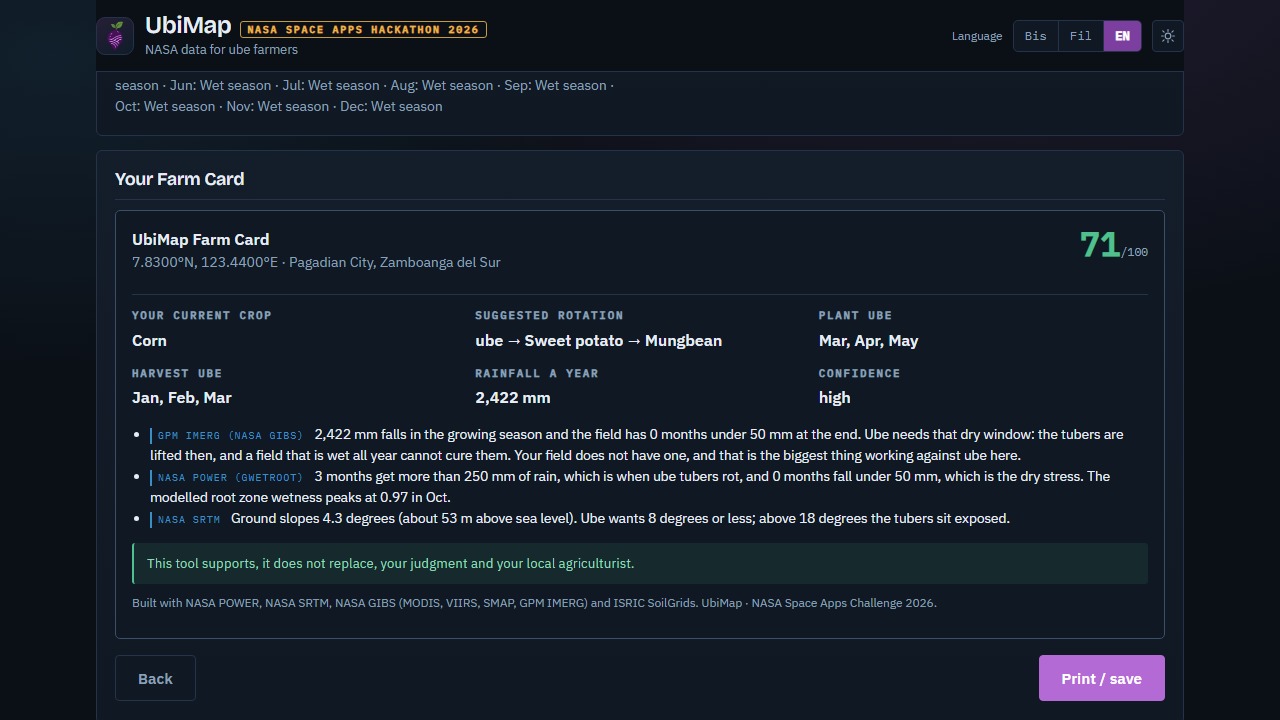 UbiMap NASA SPACE APPS HACKATHON 2026
NASA data for ube farmers
Language Bis Fil EN
season · Jun: Wet season · Jul: Wet season · Aug: Wet season · Sep: Wet season ·
Oct: Wet season · Nov: Wet season · Dec: Wet season
Your Farm Card
UbiMap Farm Card
7.8300°N, 123.4400°E · Pagadian City, Zamboanga del Sur
71/100
YOUR CURRENT CROP
Corn
SUGGESTED ROTATION
ube → Sweet potato → Mungbean
PLANT UBE
Mar, Apr, May
HARVEST UBE
Jan, Feb, Mar
RAINFALL A YEAR
2,422 mm
CONFIDENCE
high
GPM IMERG (NASA GIBS) 2,422 mm falls in the growing season and the field has 0 months under 50 mm at the end. Ube needs that dry window: the tubers are
lifted then, and a field that is wet all year cannot cure them. Your field does not have one, and that is the biggest thing working against ube here.
NASA POWER (GWETROOT) 3 months get more than 250 mm of rain, which is when ube tubers rot, and 0 months fall under 50 mm, which is the dry stress. The
modelled root zone wetness peaks at 0.97 in Oct.
NASA SRTM Ground slopes 4.3 degrees (about 53 m above sea level). Ube wants 8 degrees or less; above 18 degrees the tubers sit exposed.
This tool supports, it does not replace, your judgment and your local agriculturist.
Built with NASA POWER, NASA SRTM, NASA GIBS (MODIS, VIIRS, SMAP, GPM IMERG) and ISRIC SoilGrids. UbiMap · NASA Space Apps Challenge 2026.
Back
Print / save